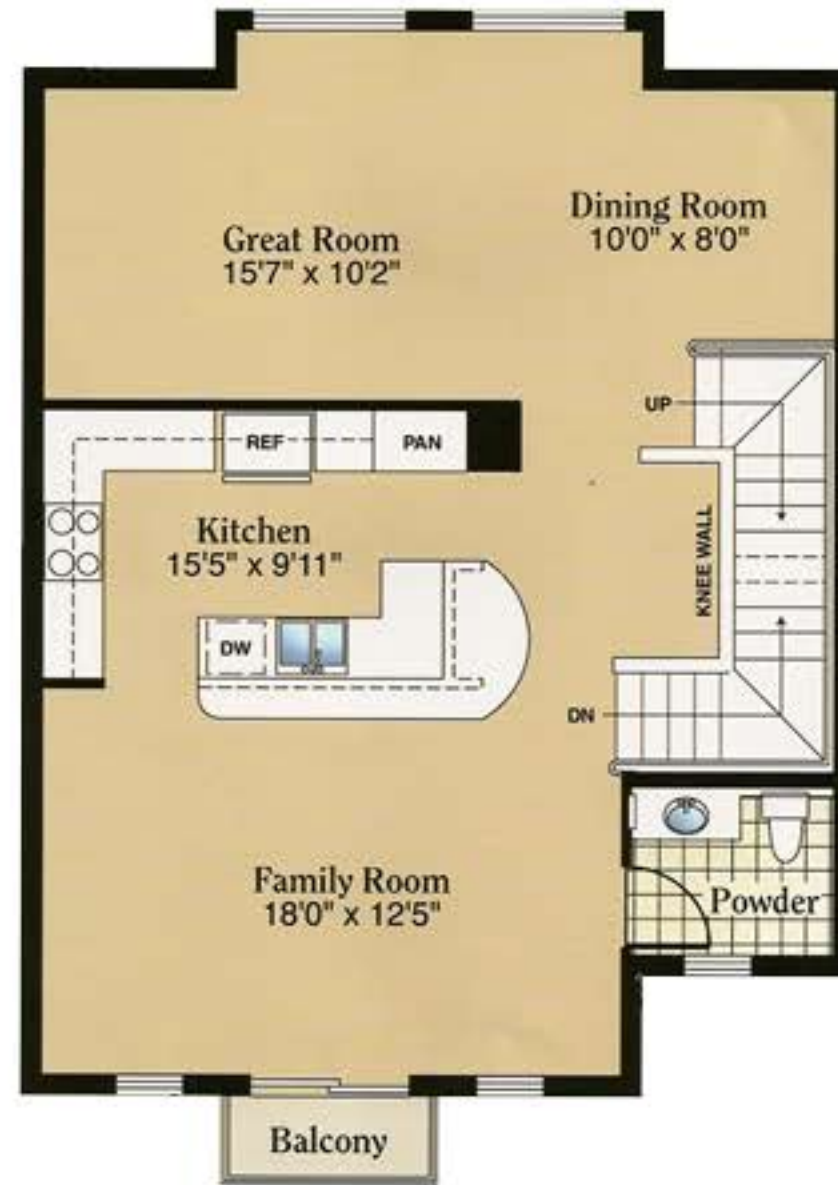 Great Room
15'7" x 10'2"
Dining Room
10'0" x 8'0"
UP
REF
PAN
Kitchen
15'5" x 9'11"
KNEE WALL
DW
DN
Family Room
18'0" x 12'5"
Powder
Balcony